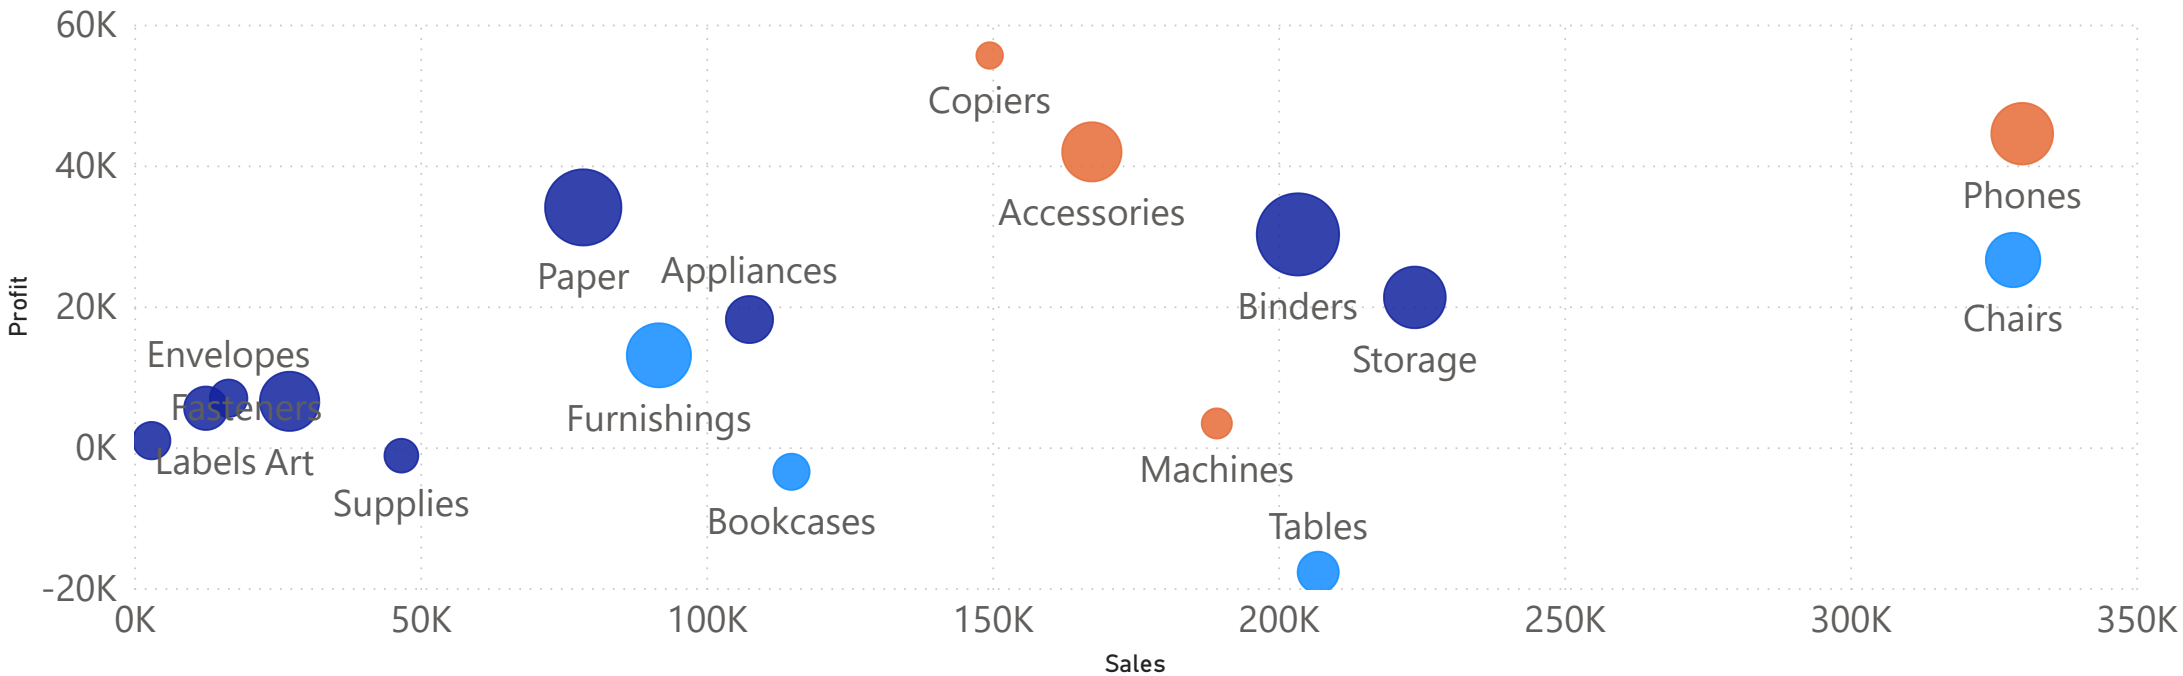 60K
Copiers
40K
Phones
Accessories
Paper
Appliances
Chairs
20K
Binders
Storage
Envelopes
Fasteners
Furnishings
0K
Labels
Art
Machines
Supplies
Bookcases
Tables
-20K
Profit
0K 50K 100K 150K 200K 250K 300K 350K
Sales